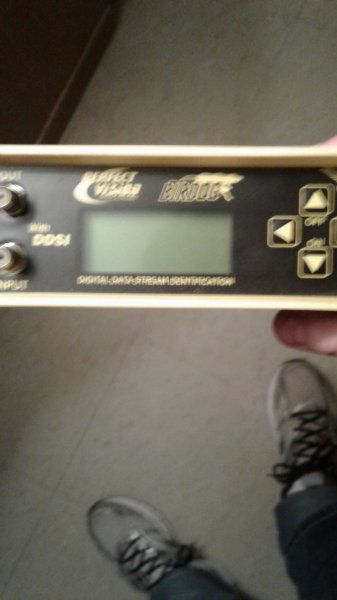 OUT
PERFECT VISION
BIRDOG
With
DDSI
OFF
ON
INPUT
DIGITAL DATA STREAM IDENTIFICATION